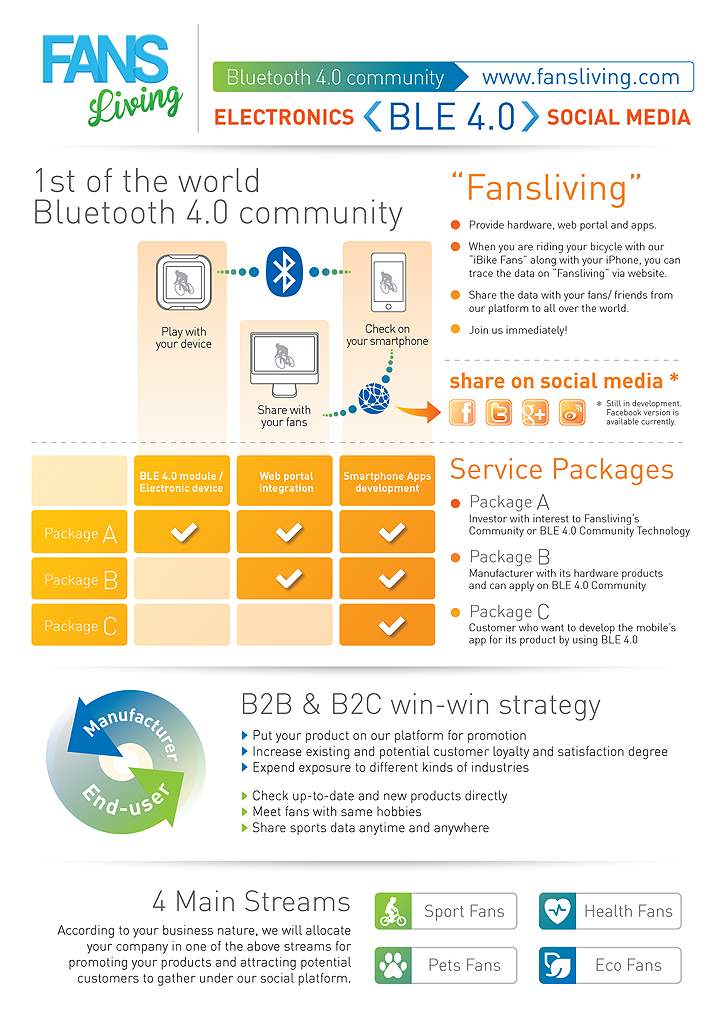 FANS
Living
Bluetooth 4.0 community
www.fansliving.com
ELECTRONICS
BLE 4.0
SOCIAL MEDIA
1st of the world
Bluetooth 4.0 community
Play with
your device
Check on
your smartphone
Share with
your fans
"Fansliving"
Provide hardware, web portal and apps.
When you are riding your bicycle with our
"iBike Fans" along with your iPhone, you can
trace the data on "Fansliving" via website.
Share the data with your fans/ friends from
our platform to all over the world.
Join us immediately!
share on social media *
f
t
g+
* Still in development.
Facebook version is
available currently.
BLE 4.0 module /
Electronic device
Web portal
integration
Smartphone Apps
development
Package A
Package B
Package C
Service Packages
Package A
Investor with interest to Fansliving's
Community or BLE 4.0 Community Technology
Package B
Manufacturer with its hardware products
and can apply on BLE 4.0 Community
Package C
Customer who want to develop the mobile's
app for its product by using BLE 4.0
Manufacturer
End-user
B2B & B2C win-win strategy
Put your product on our platform for promotion
Increase existing and potential customer loyalty and satisfaction degree
Expend exposure to different kinds of industries
Check up-to-date and new products directly
Meet fans with same hobbies
Share sports data anytime and anywhere
4 Main Streams
According to your business nature, we will allocate
your company in one of the above streams for
promoting your products and attracting potential
customers to gather under our social platform.
Sport Fans
Health Fans
Pets Fans
Eco Fans